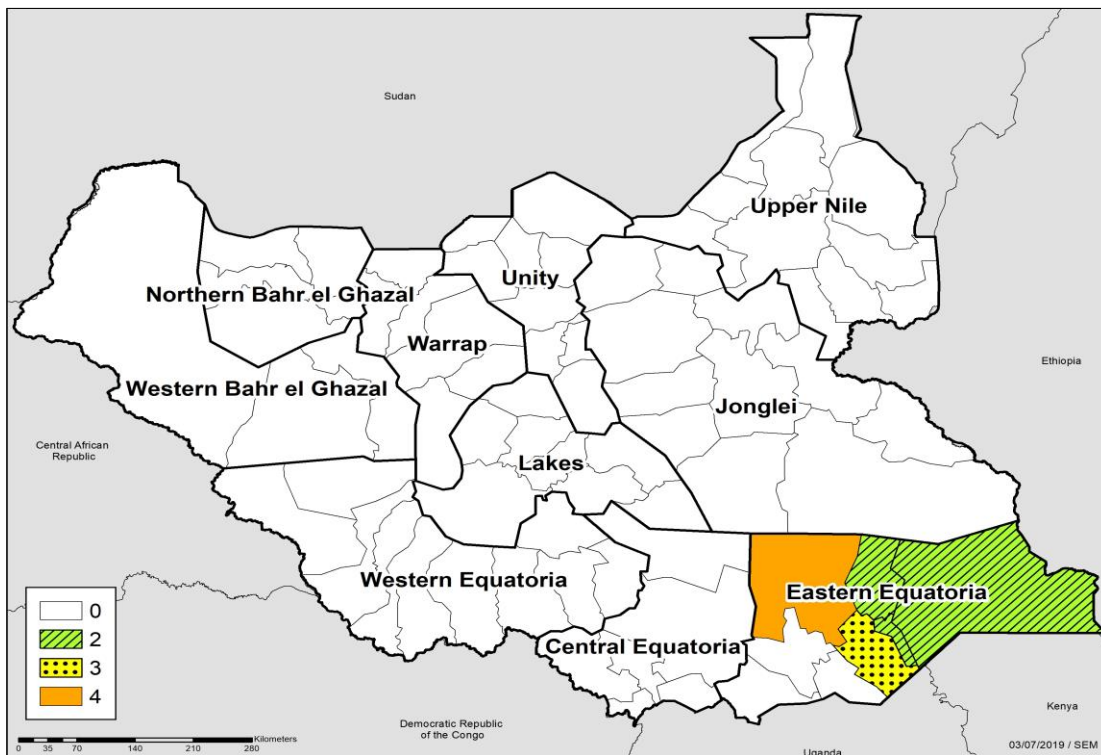 Sudan
Upper Nile
Unity
Northern Bahr el Ghazal
Warrap
Ethiopia
Western Bahr el Ghazal
Jonglei
Central African
Republic
Lakes
Western Equatoria
Eastern Equatoria
0
2
3
4
Central Equatoria
Kenya
Democratic Republic
of the Congo
Kilometers
0 35 70 140 210 280
03/07/2019 / SEM
Uganda